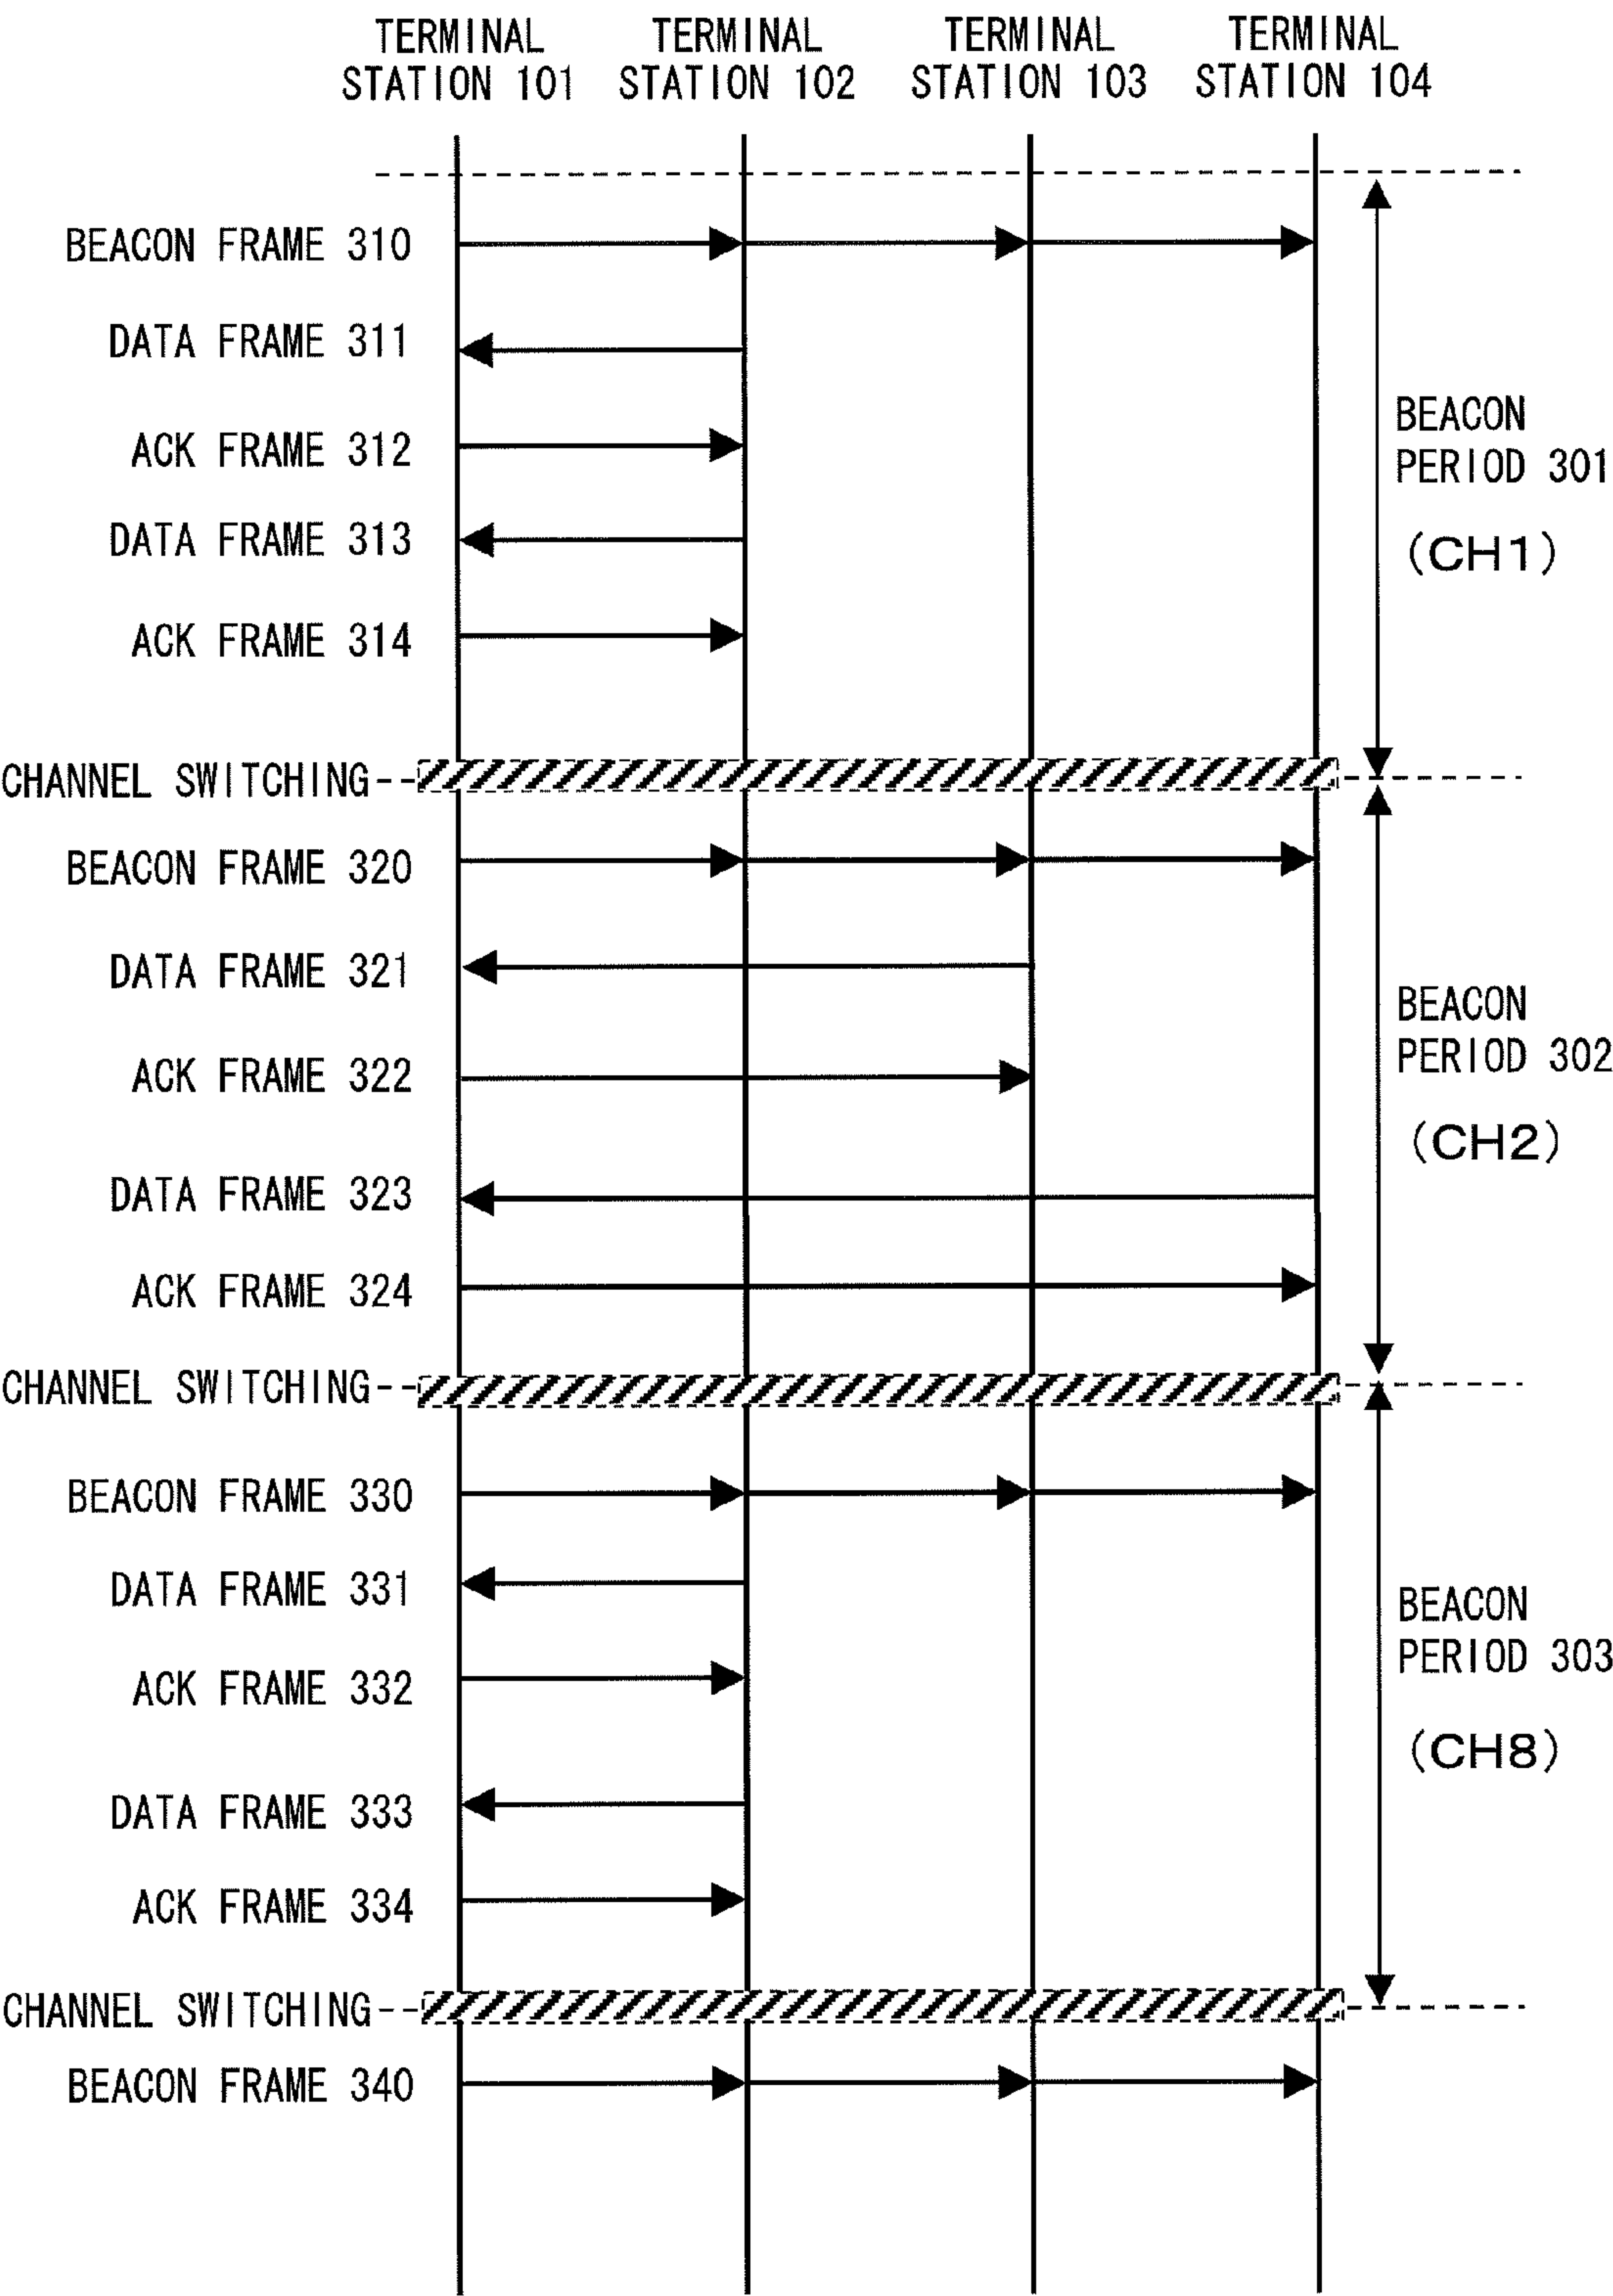 TERMINAL STATION 101
TERMINAL STATION 102
TERMINAL STATION 103
TERMINAL STATION 104
BEACON FRAME 310
DATA FRAME 311
ACK FRAME 312
DATA FRAME 313
ACK FRAME 314
BEACON
PERIOD 301
(CH1)
CHANNEL SWITCHING
BEACON FRAME 320
DATA FRAME 321
ACK FRAME 322
DATA FRAME 323
ACK FRAME 324
BEACON
PERIOD 302
(CH2)
CHANNEL SWITCHING
BEACON FRAME 330
DATA FRAME 331
ACK FRAME 332
DATA FRAME 333
ACK FRAME 334
BEACON
PERIOD 303
(CH8)
CHANNEL SWITCHING
BEACON FRAME 340